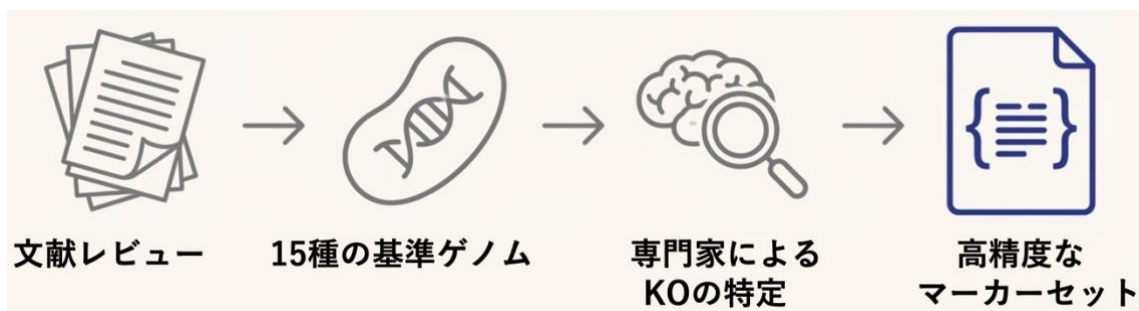 文献レビュー
15種の基準ゲノム
専門家による
KOの特定
高精度な
マーカーセット